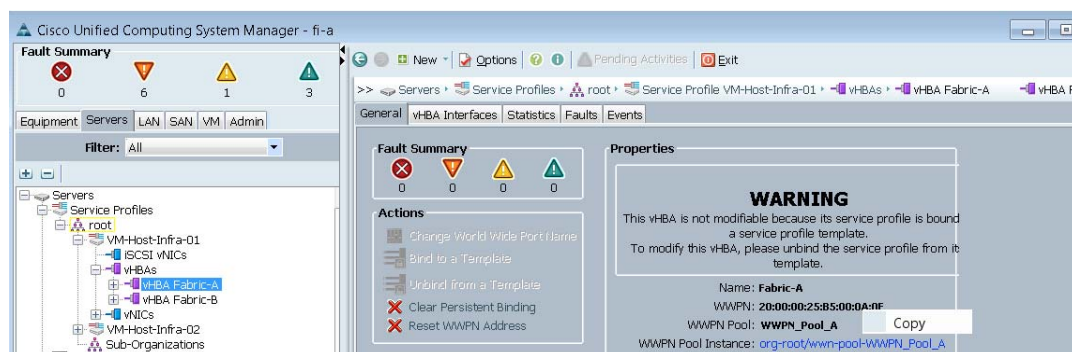 Cisco Unified Computing System Manager - fi-a
Fault Summary
0 6 1 3
Equipment Servers LAN SAN VM Admin
Filter: All
Servers
Service Profiles
root
VM-Host-Infra-01
iSCSI vNICs
vHBAs
vHBA Fabric-A
vHBA Fabric-B
vNICs
VM-Host-Infra-02
Sub-Organizations
New Options Pending Activities Exit
>> Servers Service Profiles root Service Profile VM-Host-Infra-01 vHBAs vHBA Fabric-A vHBA F
General vHBA Interfaces Statistics Faults Events
Fault Summary
0 0 0 0
Actions
Change World Wide Port Name
Bind to a Template
Unbind from a Template
Clear Persistent Binding
Reset WWPN Address
Properties
WARNING
This vHBA is not modifiable because its service profile is bound
a service profile template.
To modify this vHBA, please unbind the service profile from it
template.
Name: Fabric-A
WWPN: 20:00:00:25:B5:00:0A:0F
WWPN Pool: WWPN_Pool_A
Copy
WWPN Pool Instance: org-root/wwn-pool-WWPN_Pool_A